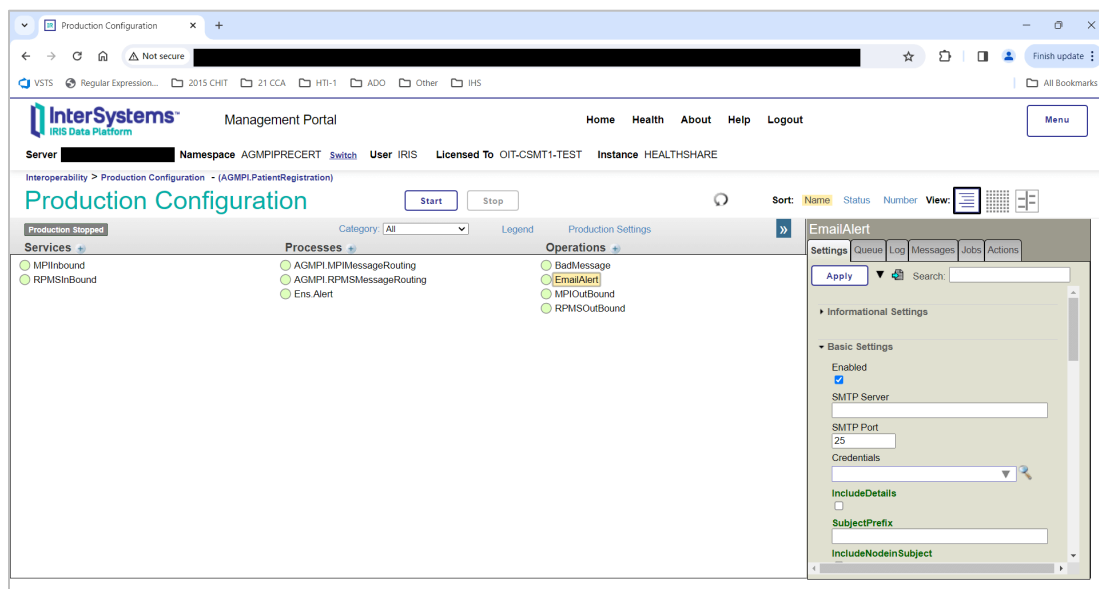 Production Configuration
Not secure
Finish update
VSTS Regular Expression... 2015 CHIT 21 CCA HTI-1 ADO Other IHS All Bookmarks
InterSystems™
IRIS Data Platform
Management Portal
Home Health About Help Logout
Menu
Server Namespace AGMPIPRECERT Switch User IRIS Licensed To OIT-CSMT1-TEST Instance HEALTHSHARE
Interoperability > Production Configuration - (AGMPI.PatientRegistration)
Production Configuration
Start Stop
Sort: Name Status Number View:
Production Stopped
Category: All
Legend
Production Settings
»
Services
Processes
Operations
MPIInbound
RPMSInBound
AGMPI.MPIMessageRouting
AGMPI.RPMSMessageRouting
Ens.Alert
BadMessage
EmailAlert
MPIOutBound
RPMSOutBound
EmailAlert
Settings Queue Log Messages Jobs Actions
Apply Search:
Informational Settings
Basic Settings
Enabled
SMTP Server
SMTP Port
25
Credentials
IncludeDetails
SubjectPrefix
IncludeNodeinSubject